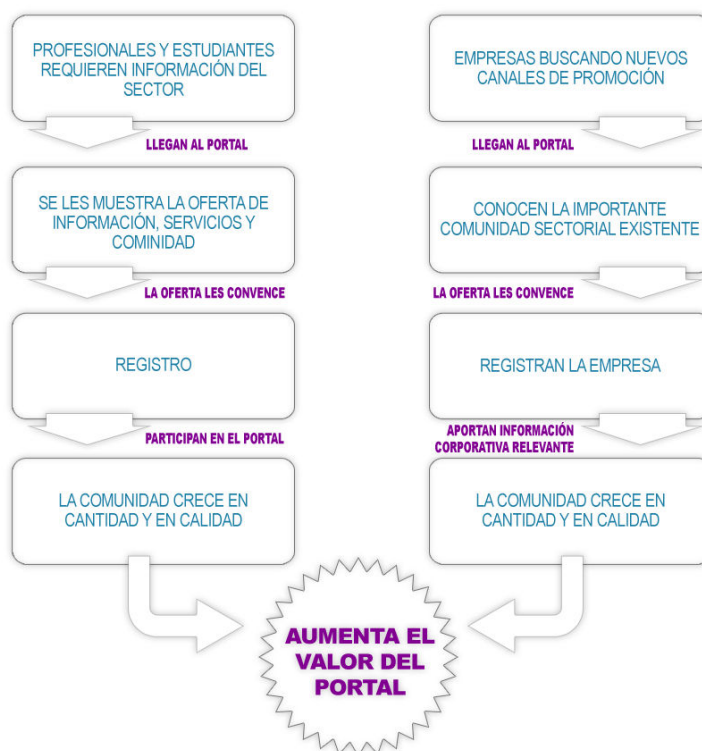 PROFESIONALES Y ESTUDIANTES
REQUIEREN INFORMACIÓN DEL
SECTOR
LLEGAN AL PORTAL
SE LES MUESTRA LA OFERTA DE
INFORMACIÓN, SERVICIOS Y
COMINIDAD
LA OFERTA LES CONVENCE
REGISTRO
PARTICIPAN EN EL PORTAL
LA COMUNIDAD CRECE EN
CANTIDAD Y EN CALIDAD
EMPRESAS BUSCANDO NUEVOS
CANALES DE PROMOCIÓN
LLEGAN AL PORTAL
CONOCEN LA IMPORTANTE
COMUNIDAD SECTORIAL EXISTENTE
LA OFERTA LES CONVENCE
REGISTRAN LA EMPRESA
APORTAN INFORMACIÓN
CORPORATIVA RELEVANTE
LA COMUNIDAD CRECE EN
CANTIDAD Y EN CALIDAD
AUMENTA EL
VALOR DEL
PORTAL